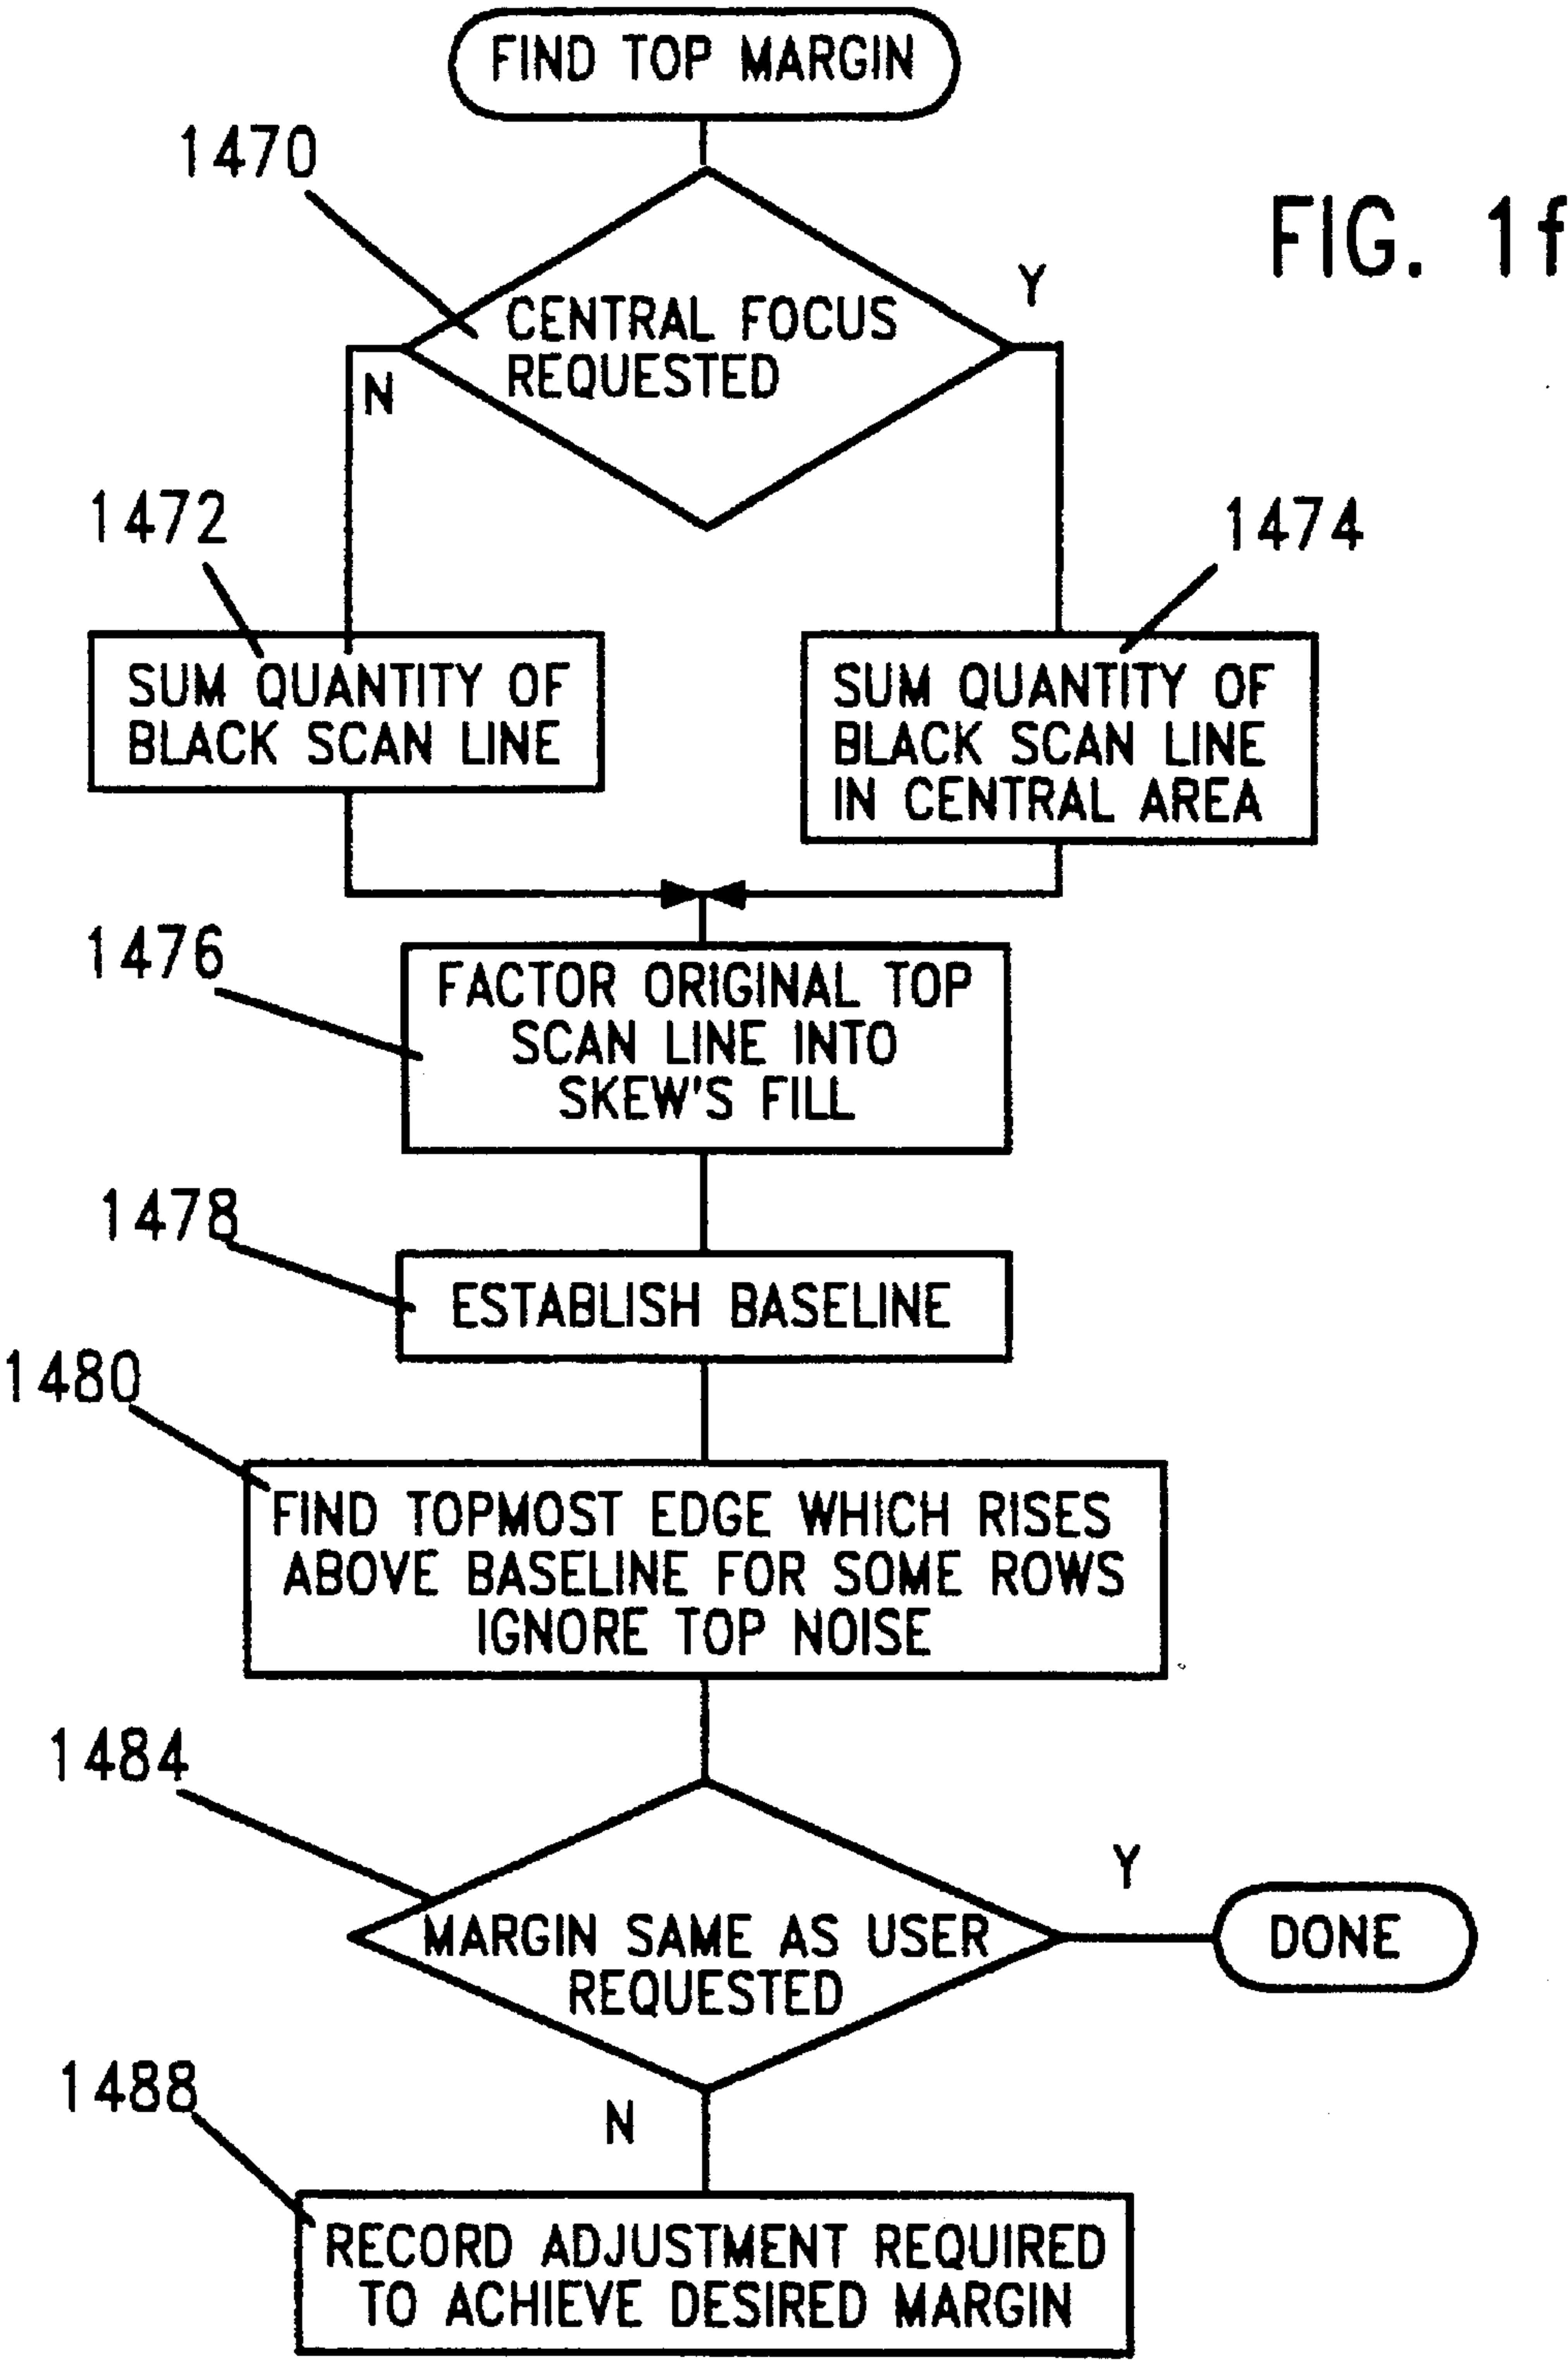 FIND TOP MARGIN
1470
FIG. 1f
CENTRAL FOCUS
REQUESTED
Y
N
1472
1474
SUM QUANTITY OF
BLACK SCAN LINE
SUM QUANTITY OF
BLACK SCAN LINE
IN CENTRAL AREA
1476
FACTOR ORIGINAL TOP
SCAN LINE INTO
SKEW'S FILL
1478
ESTABLISH BASELINE
1480
FIND TOPMOST EDGE WHICH RISES
ABOVE BASELINE FOR SOME ROWS
IGNORE TOP NOISE
1484
MARGIN SAME AS USER
REQUESTED
Y
DONE
1488
N
RECORD ADJUSTMENT REQUIRED
TO ACHIEVE DESIRED MARGIN